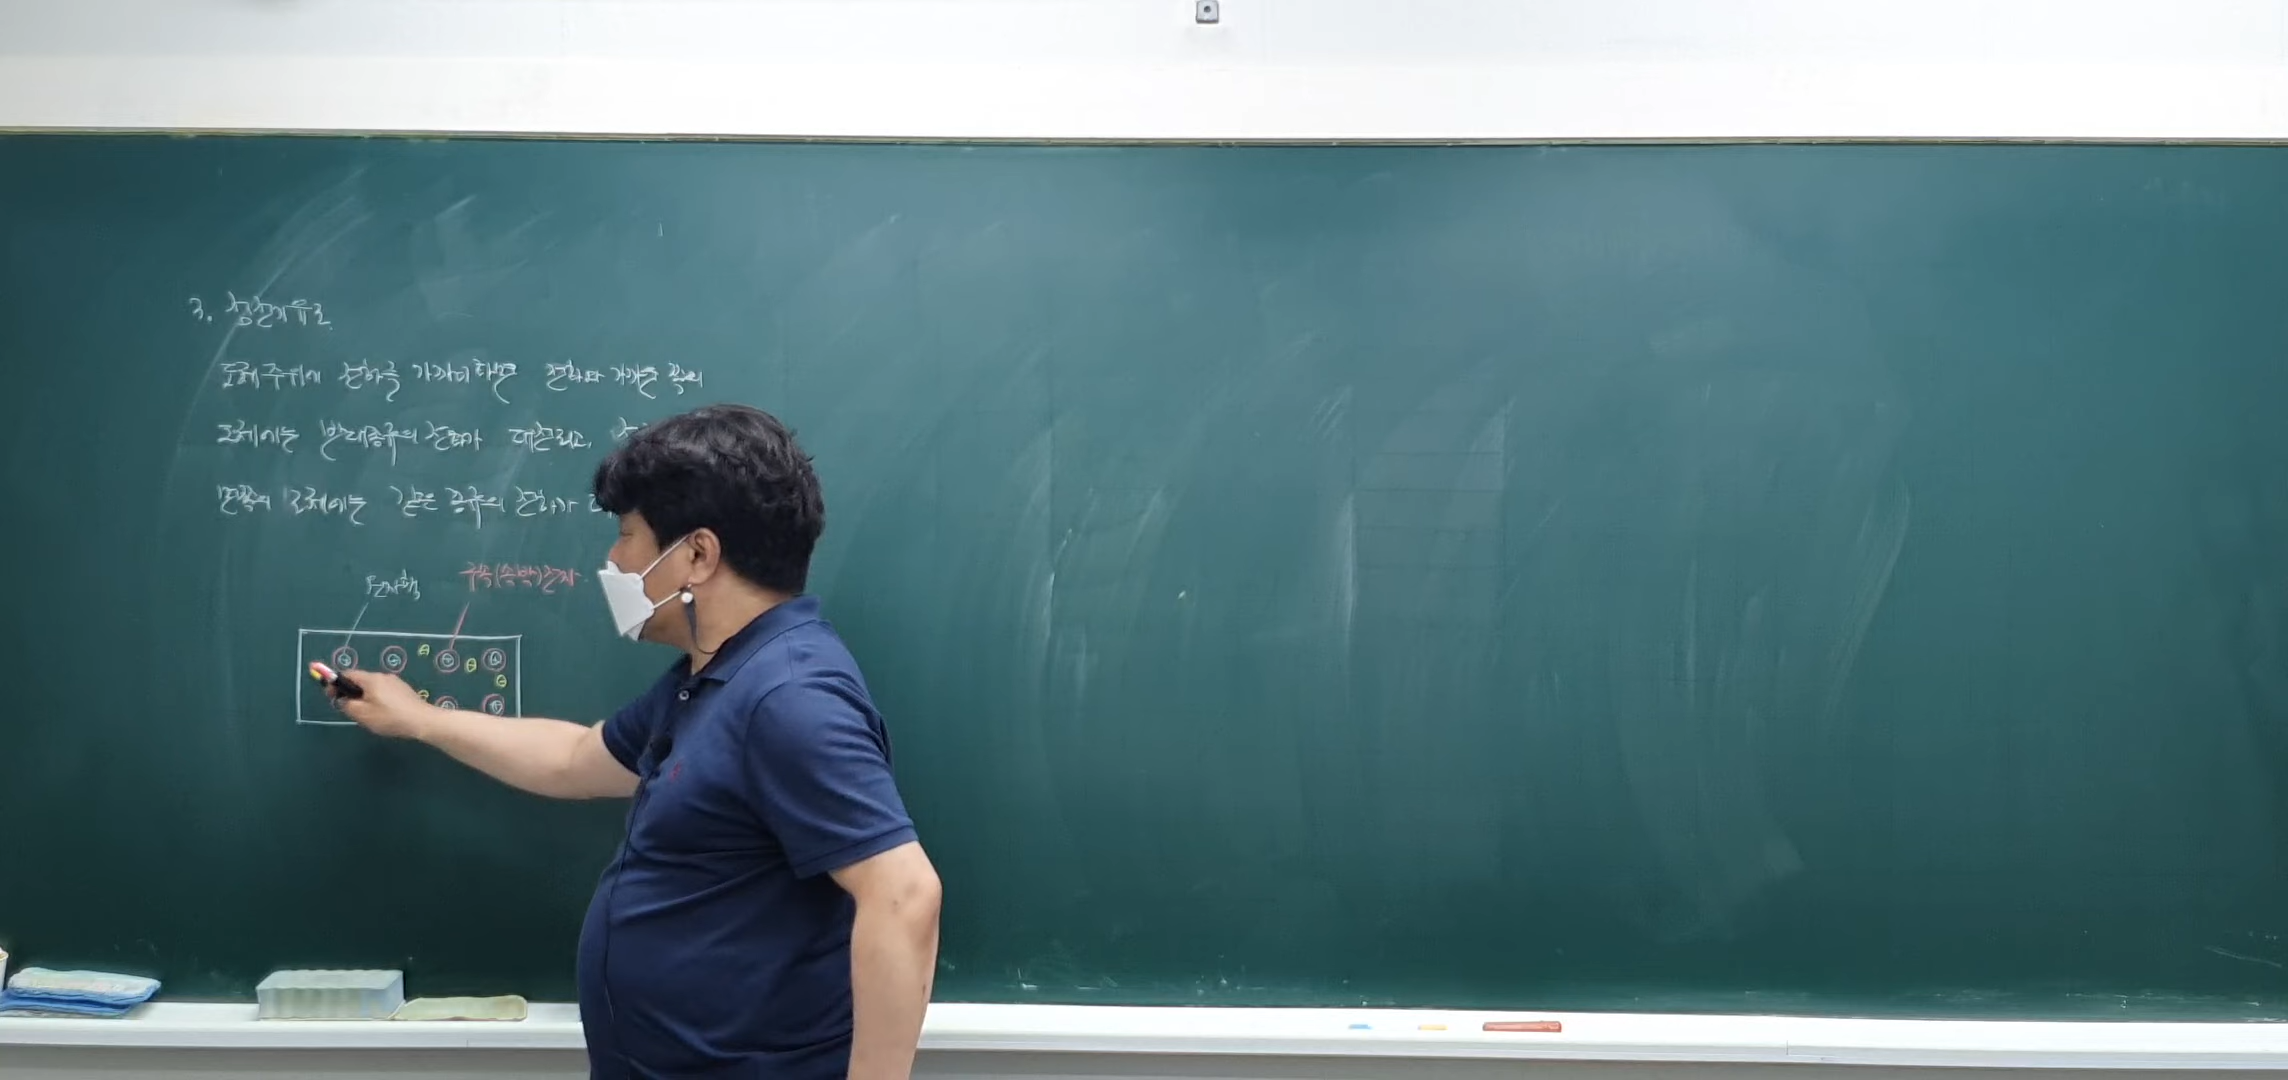 3. 정전기유도
도체주위에 전하를 가까이하면 전하와 가까운 쪽의
도체에는 반대종류의 전하가 대전되고,
먼쪽의 도체에는 같은 종류의 전하가
원자핵 구속(속박)전자